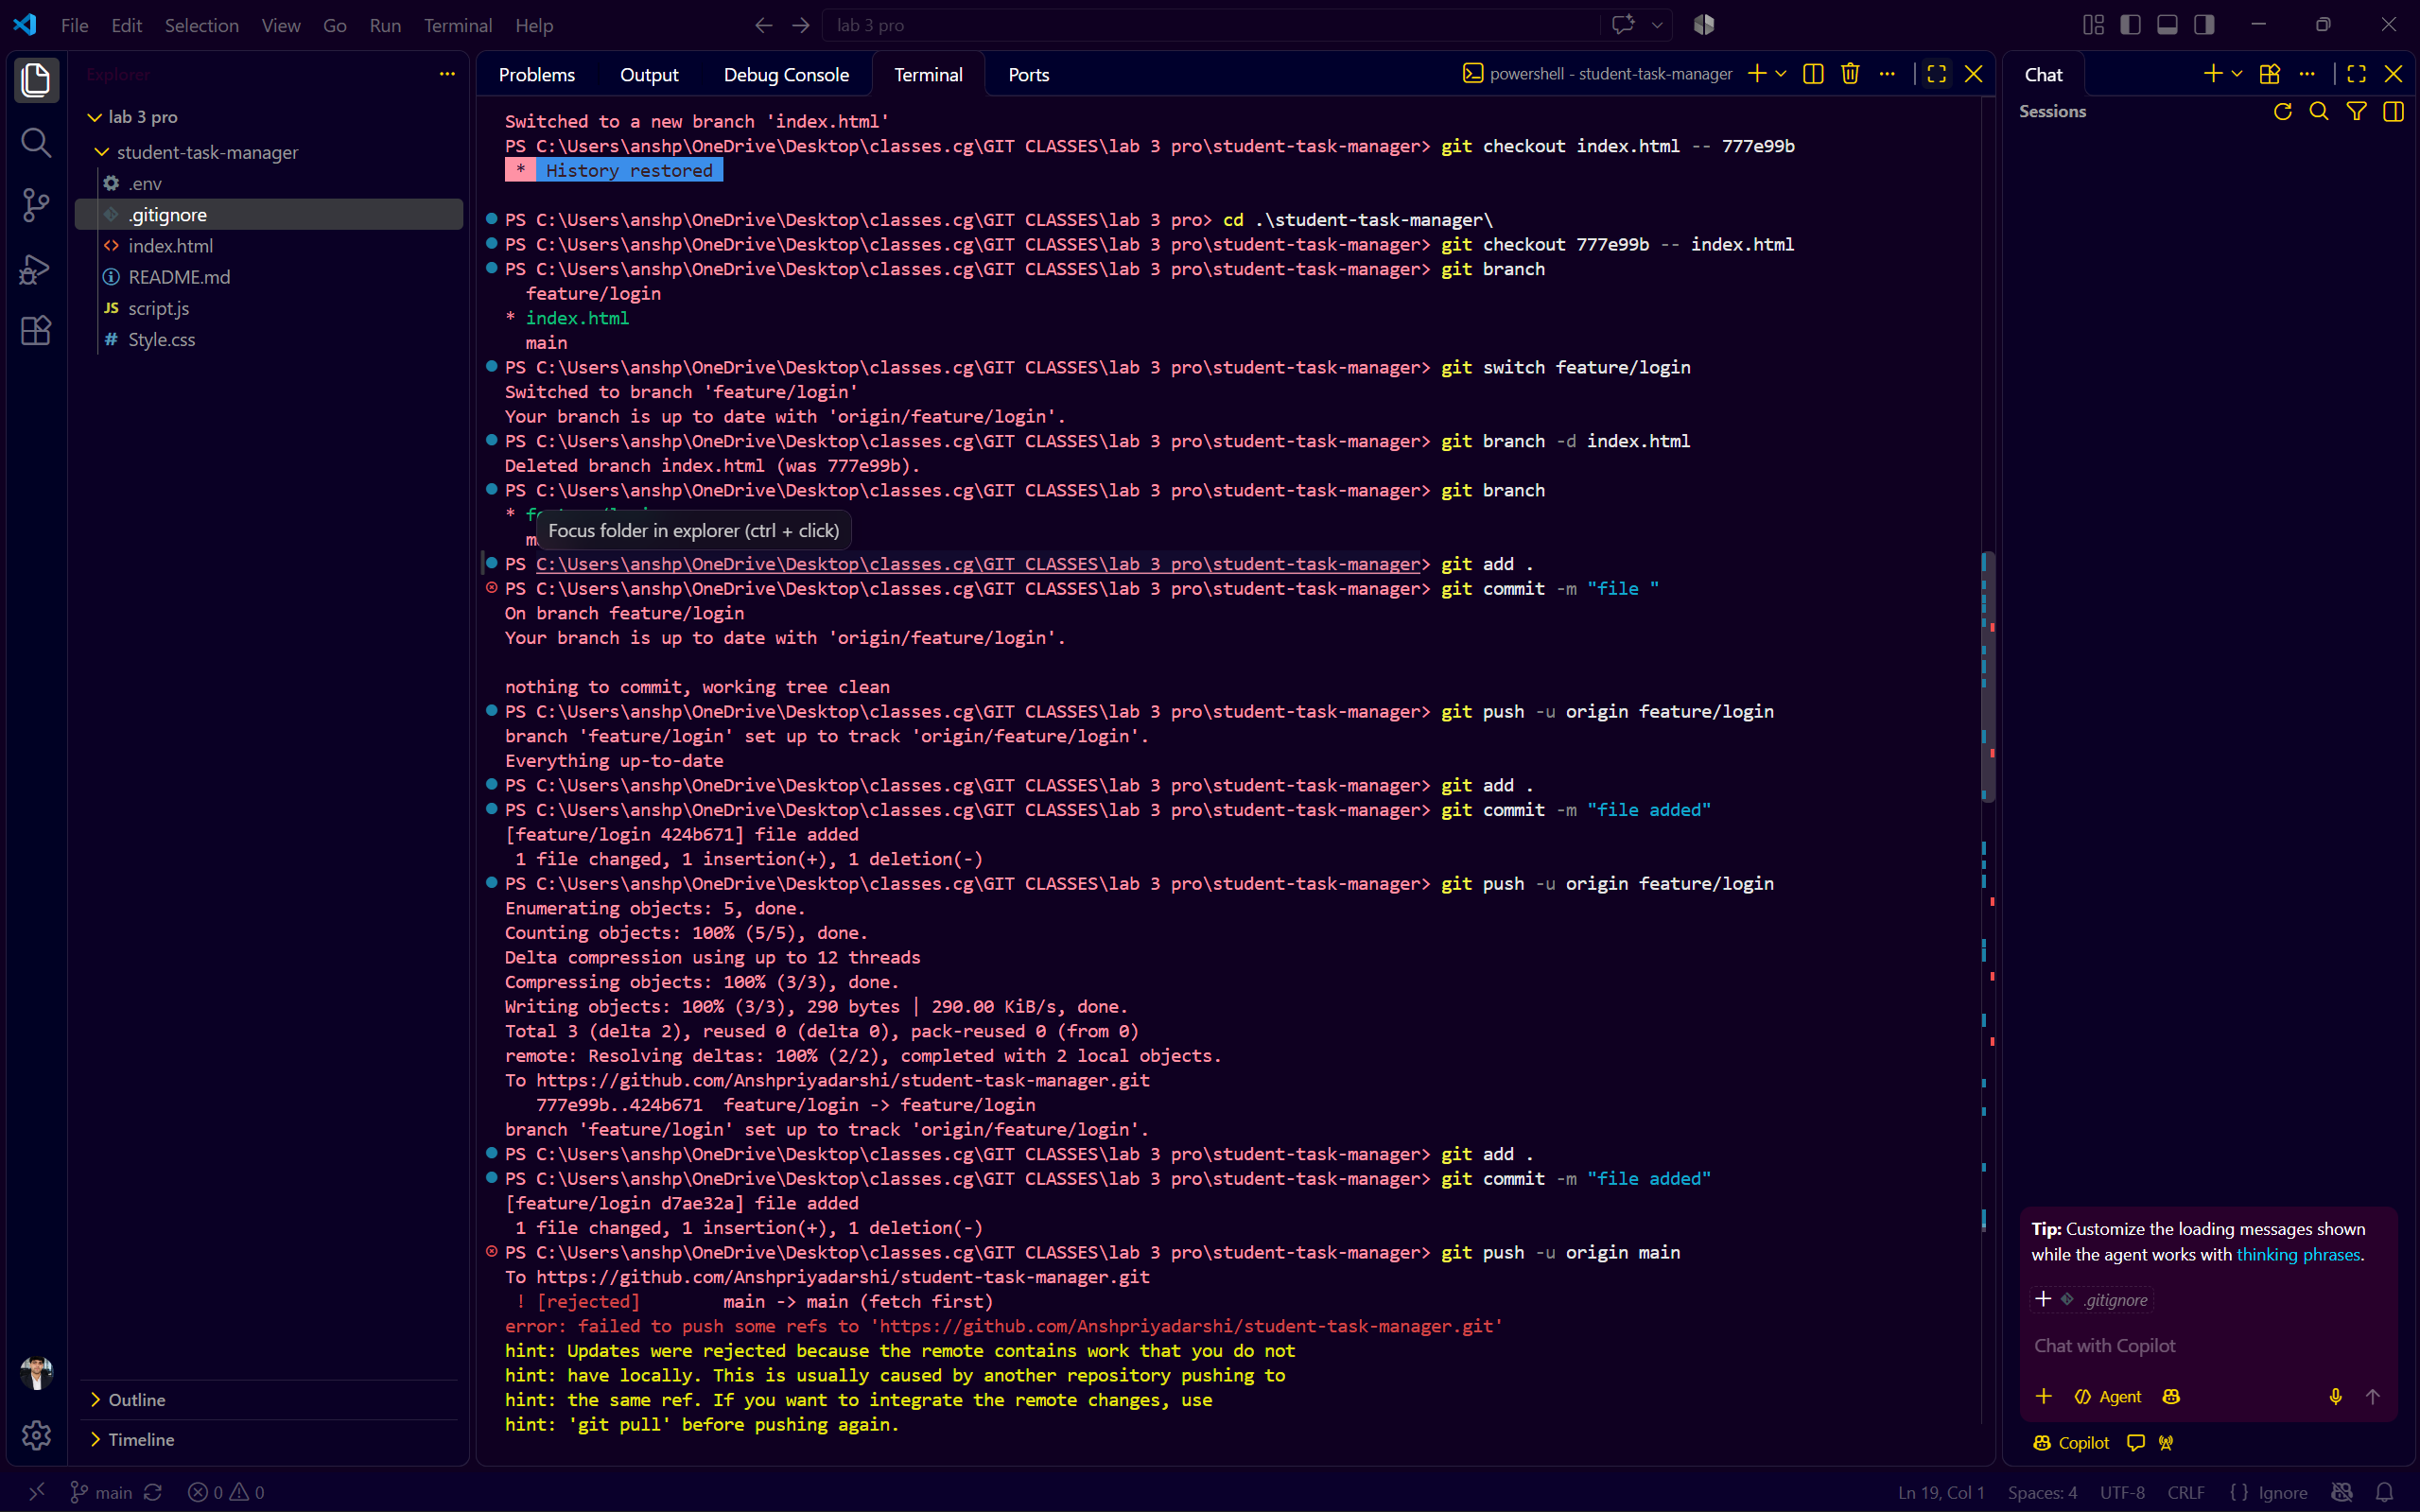 File Edit Selection View Go Run Terminal Help
lab 3 pro
Explorer
lab 3 pro
student-task-manager
.env
.gitignore
index.html
README.md
JS script.js
# Style.css
Outline
Timeline
Problems Output Debug Console Terminal Ports
powershell - student-task-manager
Switched to a new branch 'index.html'
PS C:\Users\anshp\OneDrive\Desktop\classes.cg\GIT CLASSES\lab 3 pro\student-task-manager> git checkout index.html -- 777e99b
* History restored
PS C:\Users\anshp\OneDrive\Desktop\classes.cg\GIT CLASSES\lab 3 pro> cd .\student-task-manager\
PS C:\Users\anshp\OneDrive\Desktop\classes.cg\GIT CLASSES\lab 3 pro\student-task-manager> git checkout 777e99b -- index.html
PS C:\Users\anshp\OneDrive\Desktop\classes.cg\GIT CLASSES\lab 3 pro\student-task-manager> git branch
feature/login
* index.html
main
PS C:\Users\anshp\OneDrive\Desktop\classes.cg\GIT CLASSES\lab 3 pro\student-task-manager> git switch feature/login
Switched to branch 'feature/login'
Your branch is up to date with 'origin/feature/login'.
PS C:\Users\anshp\OneDrive\Desktop\classes.cg\GIT CLASSES\lab 3 pro\student-task-manager> git branch -d index.html
Deleted branch index.html (was 777e99b).
PS C:\Users\anshp\OneDrive\Desktop\classes.cg\GIT CLASSES\lab 3 pro\student-task-manager> git branch
*
Focus folder in explorer (ctrl + click)
PS C:\Users\anshp\OneDrive\Desktop\classes.cg\GIT CLASSES\lab 3 pro\student-task-manager> git add .
PS C:\Users\anshp\OneDrive\Desktop\classes.cg\GIT CLASSES\lab 3 pro\student-task-manager> git commit -m "file "
On branch feature/login
Your branch is up to date with 'origin/feature/login'.
nothing to commit, working tree clean
PS C:\Users\anshp\OneDrive\Desktop\classes.cg\GIT CLASSES\lab 3 pro\student-task-manager> git push -u origin feature/login
branch 'feature/login' set up to track 'origin/feature/login'.
Everything up-to-date
PS C:\Users\anshp\OneDrive\Desktop\classes.cg\GIT CLASSES\lab 3 pro\student-task-manager> git add .
PS C:\Users\anshp\OneDrive\Desktop\classes.cg\GIT CLASSES\lab 3 pro\student-task-manager> git commit -m "file added"
[feature/login 424b671] file added
1 file changed, 1 insertion(+), 1 deletion(-)
PS C:\Users\anshp\OneDrive\Desktop\classes.cg\GIT CLASSES\lab 3 pro\student-task-manager> git push -u origin feature/login
Enumerating objects: 5, done.
Counting objects: 100% (5/5), done.
Delta compression using up to 12 threads
Compressing objects: 100% (3/3), done.
Writing objects: 100% (3/3), 290 bytes | 290.00 KiB/s, done.
Total 3 (delta 2), reused 0 (delta 0), pack-reused 0 (from 0)
remote: Resolving deltas: 100% (2/2), completed with 2 local objects.
To https://github.com/Anshpriyadarshi/student-task-manager.git
777e99b..424b671 feature/login -> feature/login
branch 'feature/login' set up to track 'origin/feature/login'.
PS C:\Users\anshp\OneDrive\Desktop\classes.cg\GIT CLASSES\lab 3 pro\student-task-manager> git add .
PS C:\Users\anshp\OneDrive\Desktop\classes.cg\GIT CLASSES\lab 3 pro\student-task-manager> git commit -m "file added"
[feature/login d7ae32a] file added
1 file changed, 1 insertion(+), 1 deletion(-)
PS C:\Users\anshp\OneDrive\Desktop\classes.cg\GIT CLASSES\lab 3 pro\student-task-manager> git push -u origin main
To https://github.com/Anshpriyadarshi/student-task-manager.git
! [rejected] main -> main (fetch first)
error: failed to push some refs to 'https://github.com/Anshpriyadarshi/student-task-manager.git'
hint: Updates were rejected because the remote contains work that you do not
hint: have locally. This is usually caused by another repository pushing to
hint: the same ref. If you want to integrate the remote changes, use
hint: 'git pull' before pushing again.
Chat
Sessions
Tip: Customize the loading messages shown
while the agent works with thinking phrases.
.gitignore
Chat with Copilot
Agent
Copilot
main 0 0
Ln 19, Col 1 Spaces: 4 UTF-8 CRLF { } Ignore